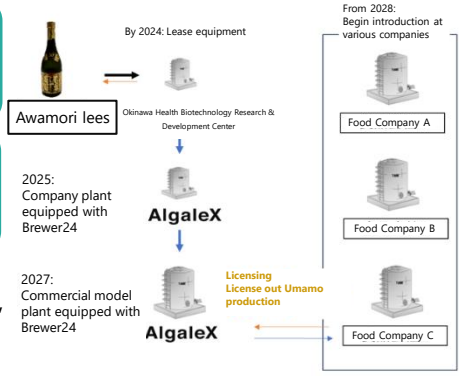 By 2024: Lease equipment
From 2028:
Begin introduction at
various companies
Awamori lees
Okinawa Health Biotechnology Research &
Development Center
Food Company A
2025:
Company plant
equipped with
Brewer24
AlgaleX
Food Company B
2027:
Commercial model
plant equipped with
Brewer24
AlgaleX
Licensing
License out Umamo
production
Food Company C